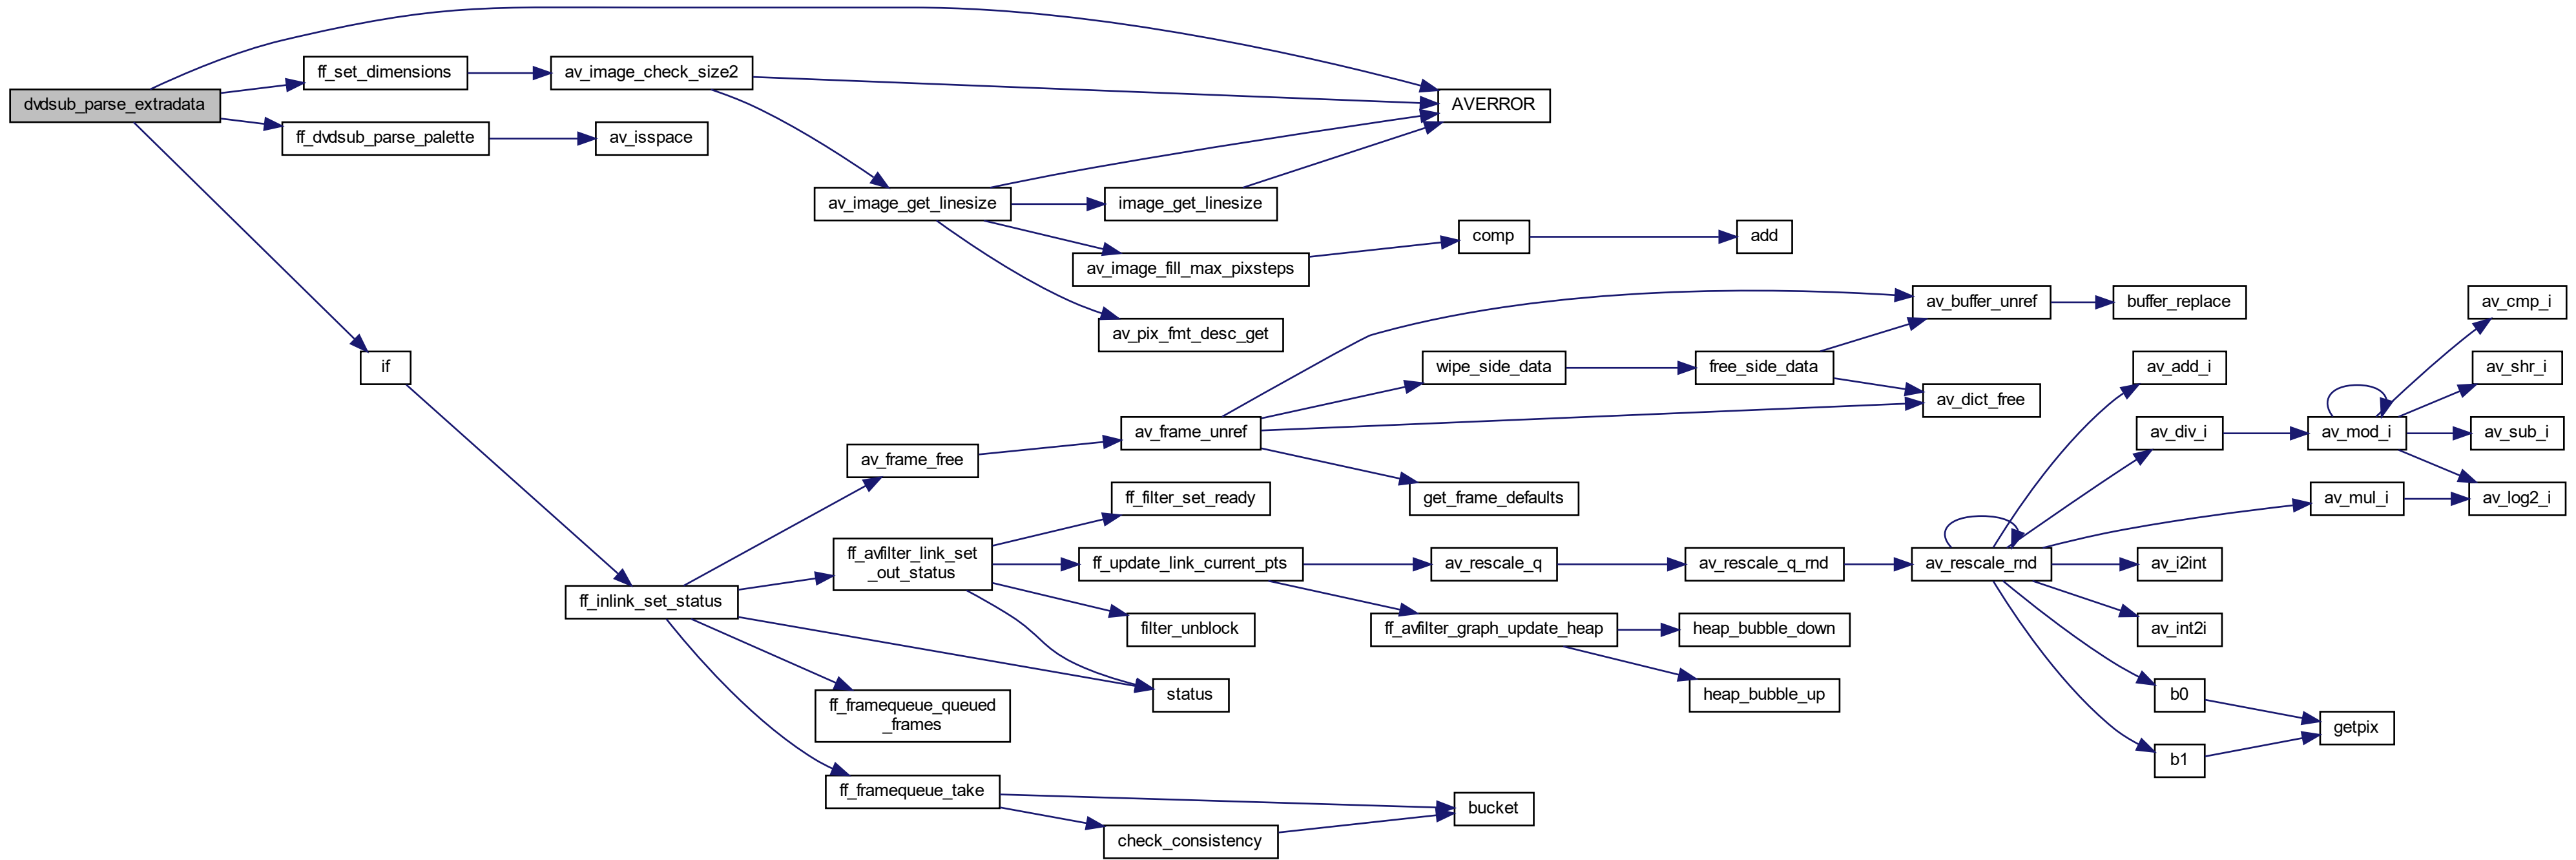 dvdsub_parse_extradata
ff_set_dimensions
av_image_check_size2
AVERROR
ff_dvdsub_parse_palette
av_isspace
av_image_get_linesize
image_get_linesize
av_image_fill_max_pixsteps
comp
add
av_pix_fmt_desc_get
if
ff_inlink_set_status
av_frame_free
av_frame_unref
av_buffer_unref
buffer_replace
wipe_side_data
free_side_data
av_dict_free
get_frame_defaults
ff_avfilter_link_set
_out_status
ff_filter_set_ready
ff_update_link_current_pts
av_rescale_q
av_rescale_q_rnd
av_rescale_rnd
av_add_i
av_div_i
av_mod_i
av_cmp_i
av_shr_i
av_sub_i
av_log2_i
av_mul_i
av_i2int
av_int2i
b0
b1
getpix
ff_avfilter_graph_update_heap
heap_bubble_down
heap_bubble_up
filter_unblock
status
ff_framequeue_queued
_frames
ff_framequeue_take
bucket
check_consistency